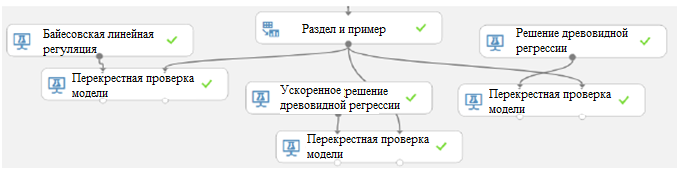 Байесовская линейная
регуляция
Раздел и пример
Решение древовидной
регрессии
Перекрестная проверка
модели
Ускоренное решение
древовидной регрессии
Перекрестная проверка
модели
Перекрестная проверка
модели